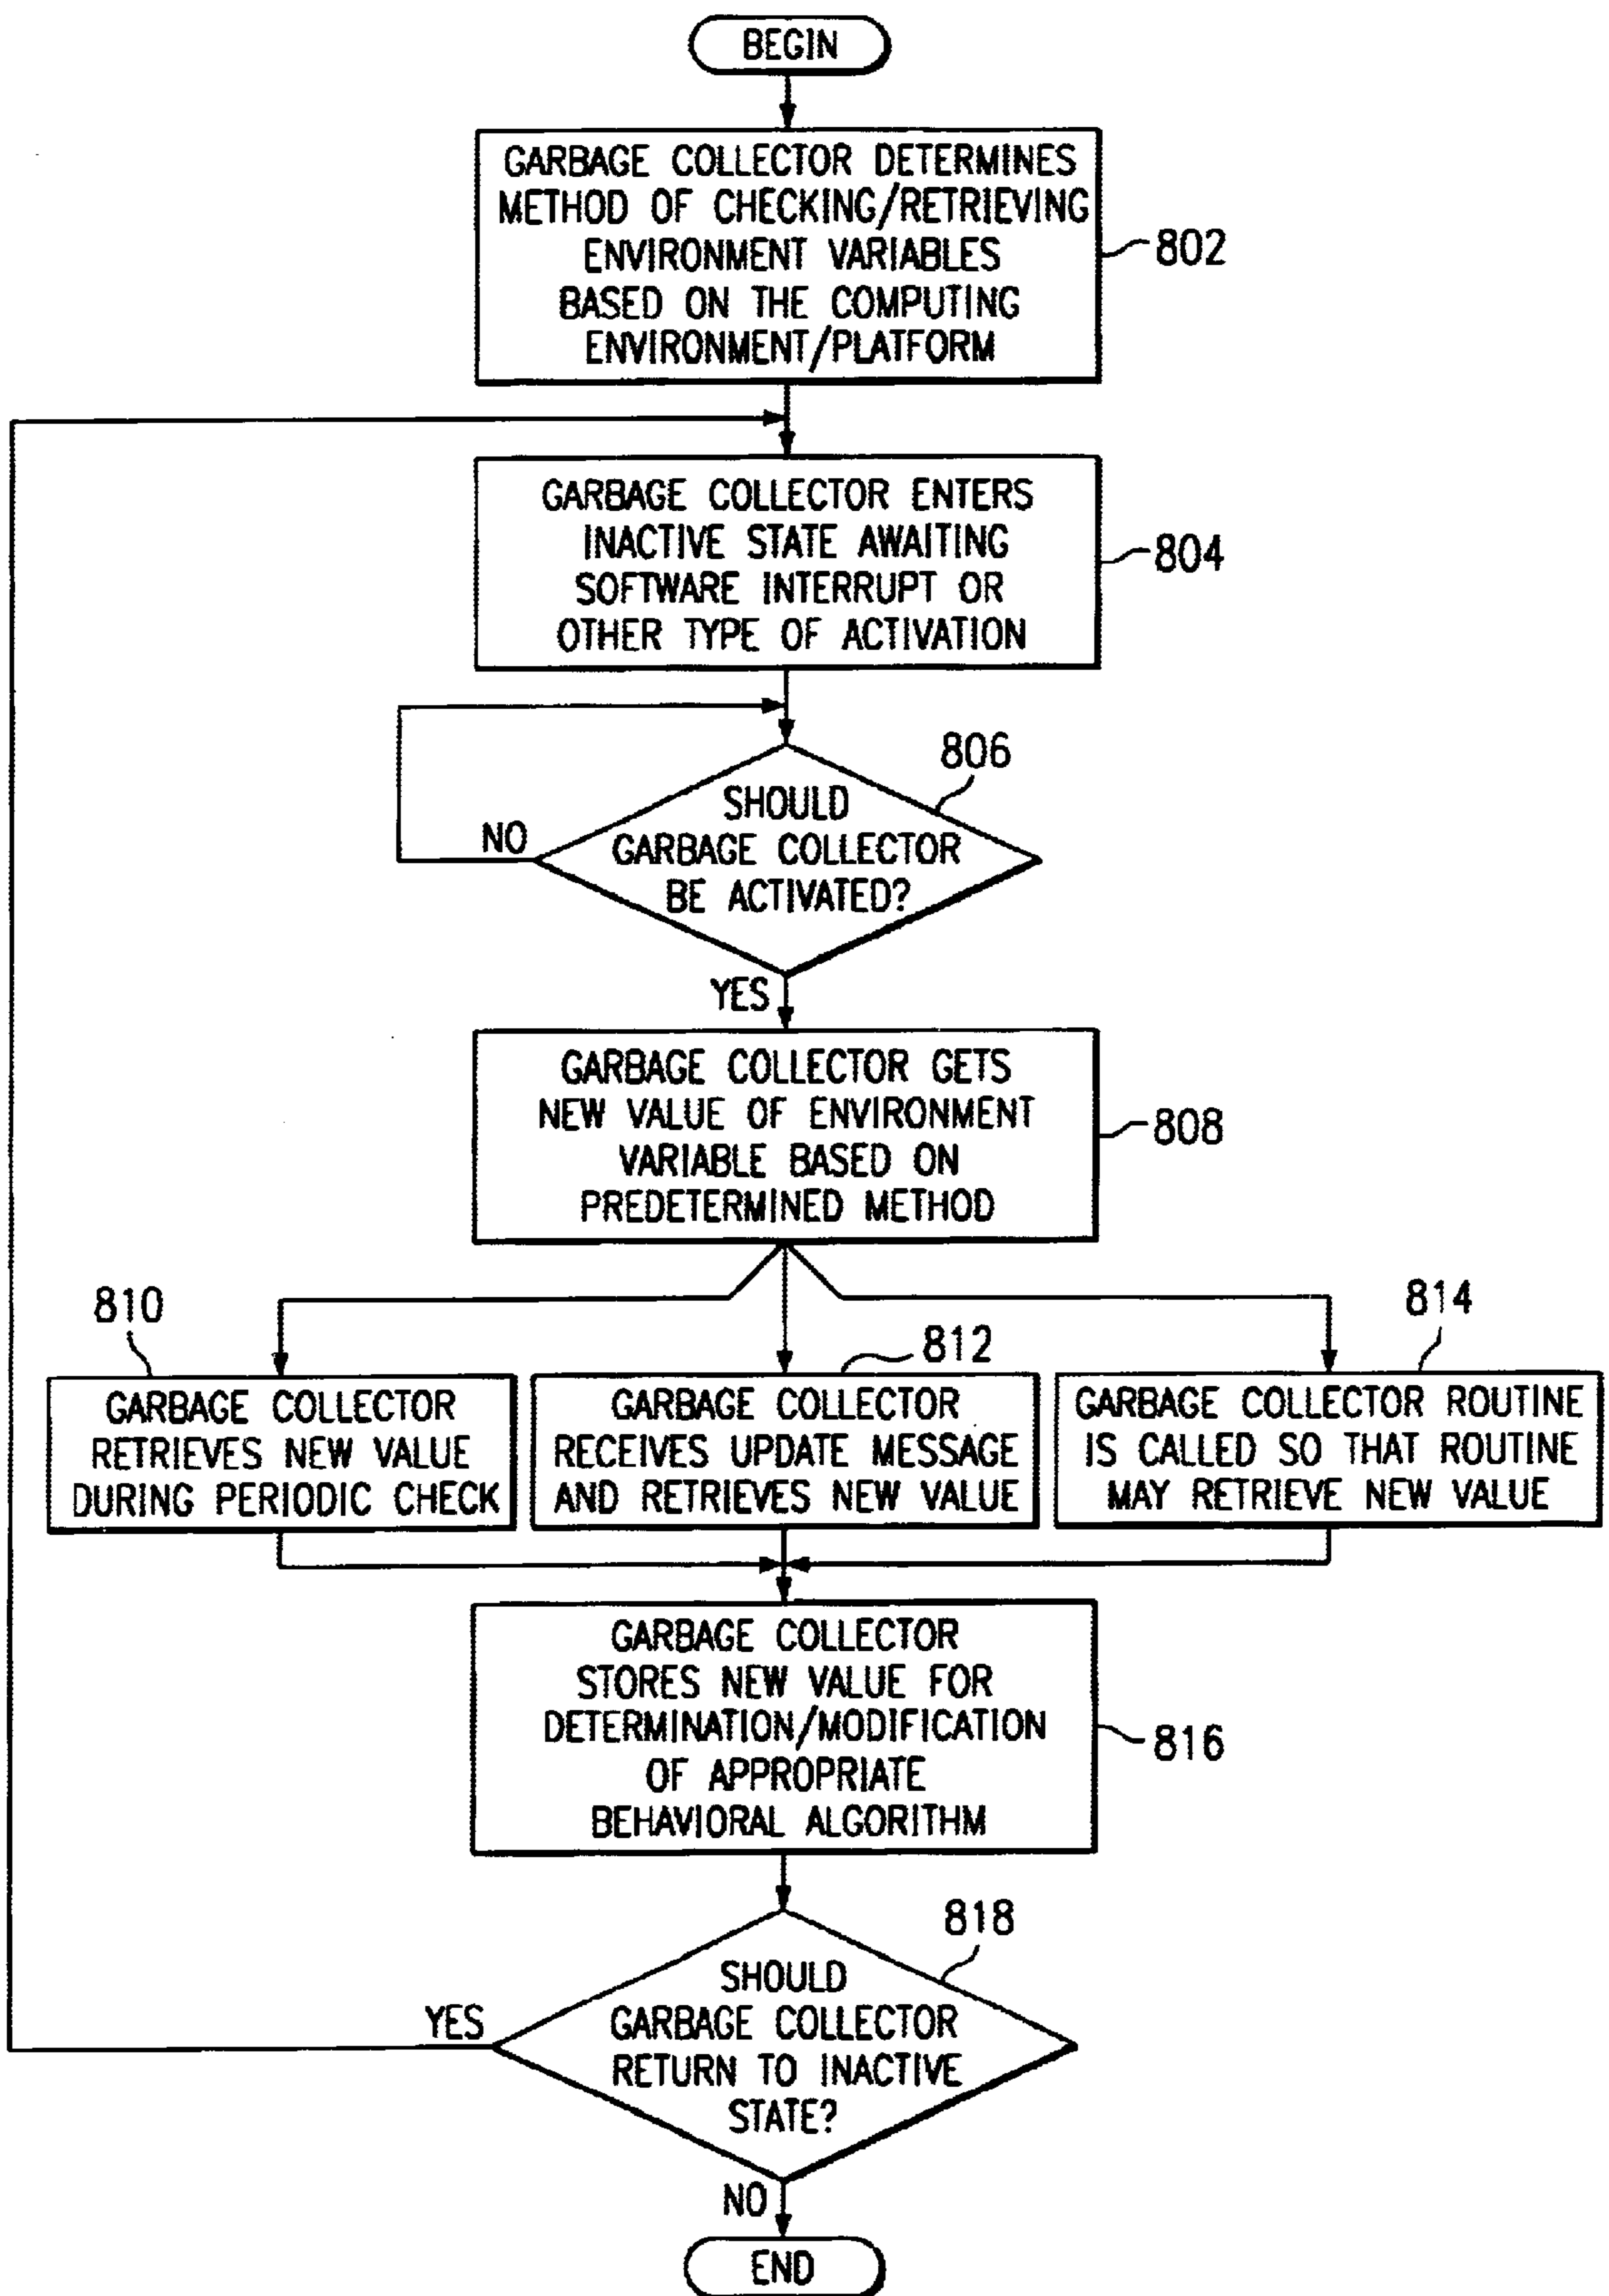 BEGIN
GARBAGE COLLECTOR DETERMINES
METHOD OF CHECKING/RETRIEVING
ENVIRONMENT VARIABLES
BASED ON THE COMPUTING
ENVIRONMENT/PLATFORM
802
GARBAGE COLLECTOR ENTERS
INACTIVE STATE AWAITING
SOFTWARE INTERRUPT OR
OTHER TYPE OF ACTIVATION
804
806
SHOULD
GARBAGE COLLECTOR
BE ACTIVATED?
NO
YES
GARBAGE COLLECTOR GETS
NEW VALUE OF ENVIRONMENT
VARIABLE BASED ON
PREDETERMINED METHOD
808
810
GARBAGE COLLECTOR
RETRIEVES NEW VALUE
DURING PERIODIC CHECK
812
GARBAGE COLLECTOR
RECEIVES UPDATE MESSAGE
AND RETRIEVES NEW VALUE
814
GARBAGE COLLECTOR ROUTINE
IS CALLED SO THAT ROUTINE
MAY RETRIEVE NEW VALUE
GARBAGE COLLECTOR
STORES NEW VALUE FOR
DETERMINATION/MODIFICATION
OF APPROPRIATE
BEHAVIORAL ALGORITHM
816
818
SHOULD
GARBAGE COLLECTOR
RETURN TO INACTIVE
STATE?
YES
NO
END